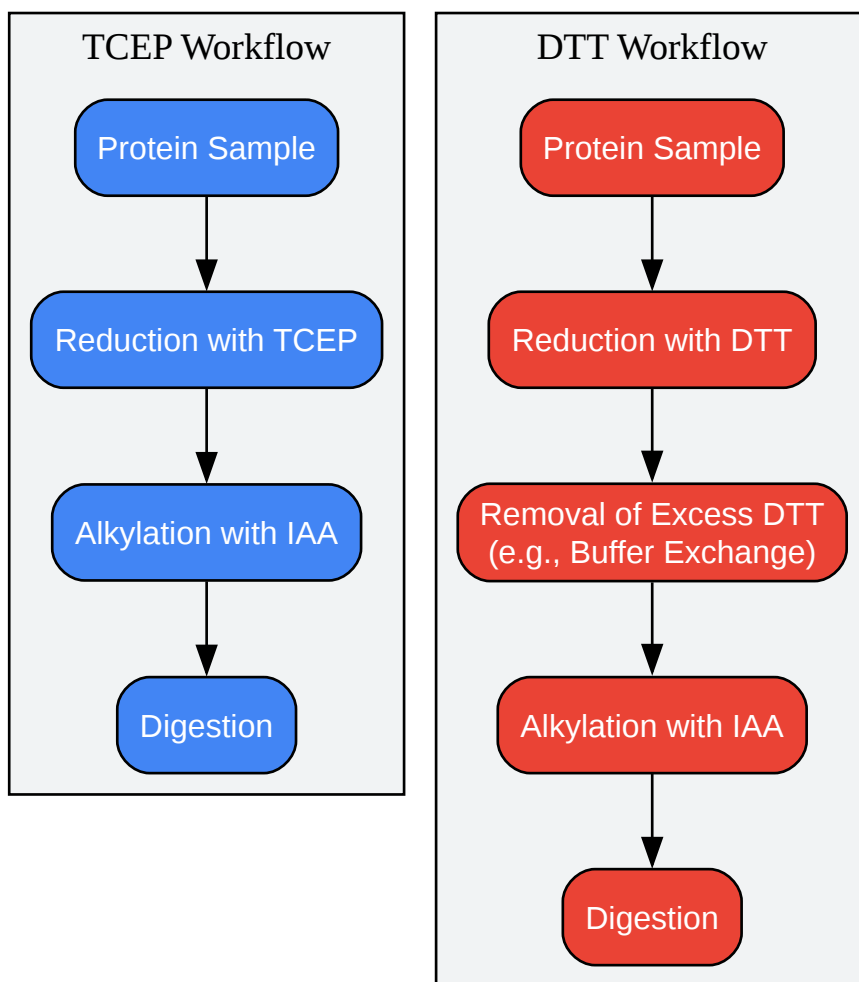 TCEP Workflow
Protein Sample
Reduction with TCEP
Alkylation with IAA
Digestion
DTT Workflow
Protein Sample
Reduction with DTT
Removal of Excess DTT
(e.g., Buffer Exchange)
Alkylation with IAA
Digestion